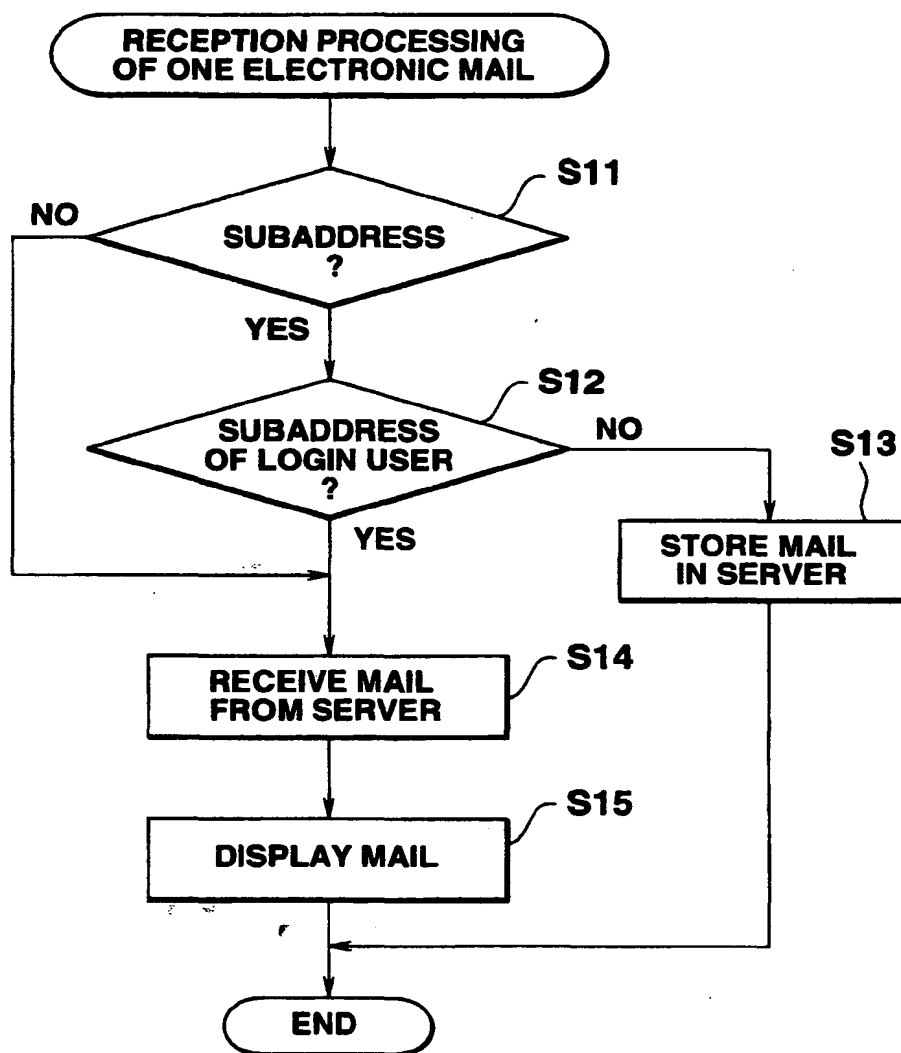 RECEPTION PROCESSING
OF ONE ELECTRONIC MAIL
S11
NO
SUBADDRESS
?
YES
S12
SUBADDRESS
OF LOGIN USER
?
NO
YES
S13
STORE MAIL
IN SERVER
S14
RECEIVE MAIL
FROM SERVER
S15
DISPLAY MAIL
END